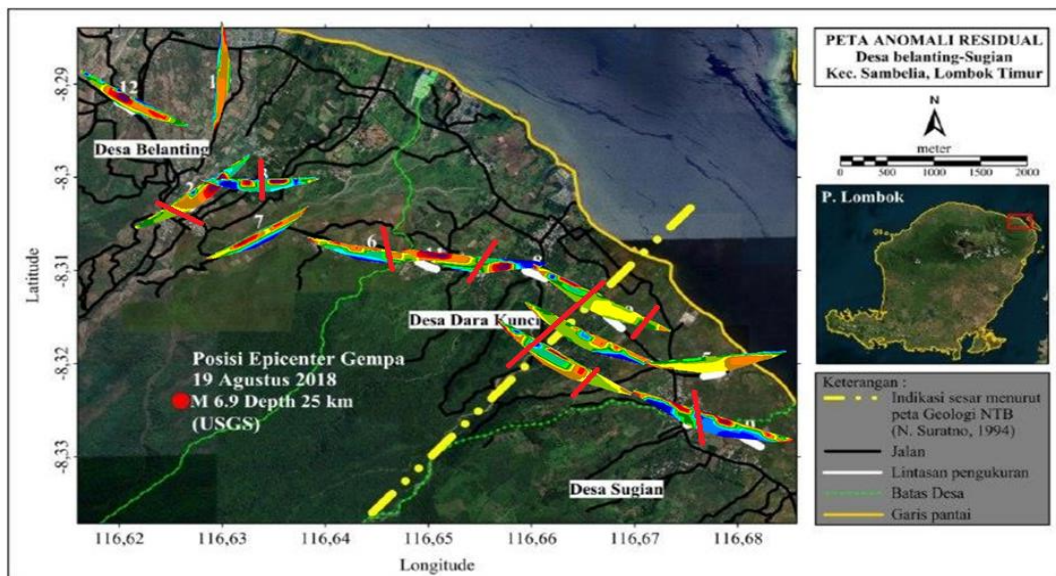 PETA ANOMALI RESIDUAL
Desa belanting-Sugian
Kec. Sambelia, Lombok Timur
N
meter
0 500 1000 1500 2000
P. Lombok
Keterangan :
Indikasi sesar menurut
peta Geologi NTB
(N. Suratno, 1994)
Jalan
Lintasan pengukuran
Batas Desa
Garis pantai
Latitude
-8,29
-8,3
-8,31
-8,32
-8,33
12
1
Desa Belanting
2
3
7
6
11
8
Desa Dara Kunci
5
Posisi Epicenter Gempa
19 Agustus 2018
M 6.9 Depth 25 km
(USGS)
Desa Sugian
116,62 116,63 116,64 116,65 116,66 116,67 116,68
Longitude